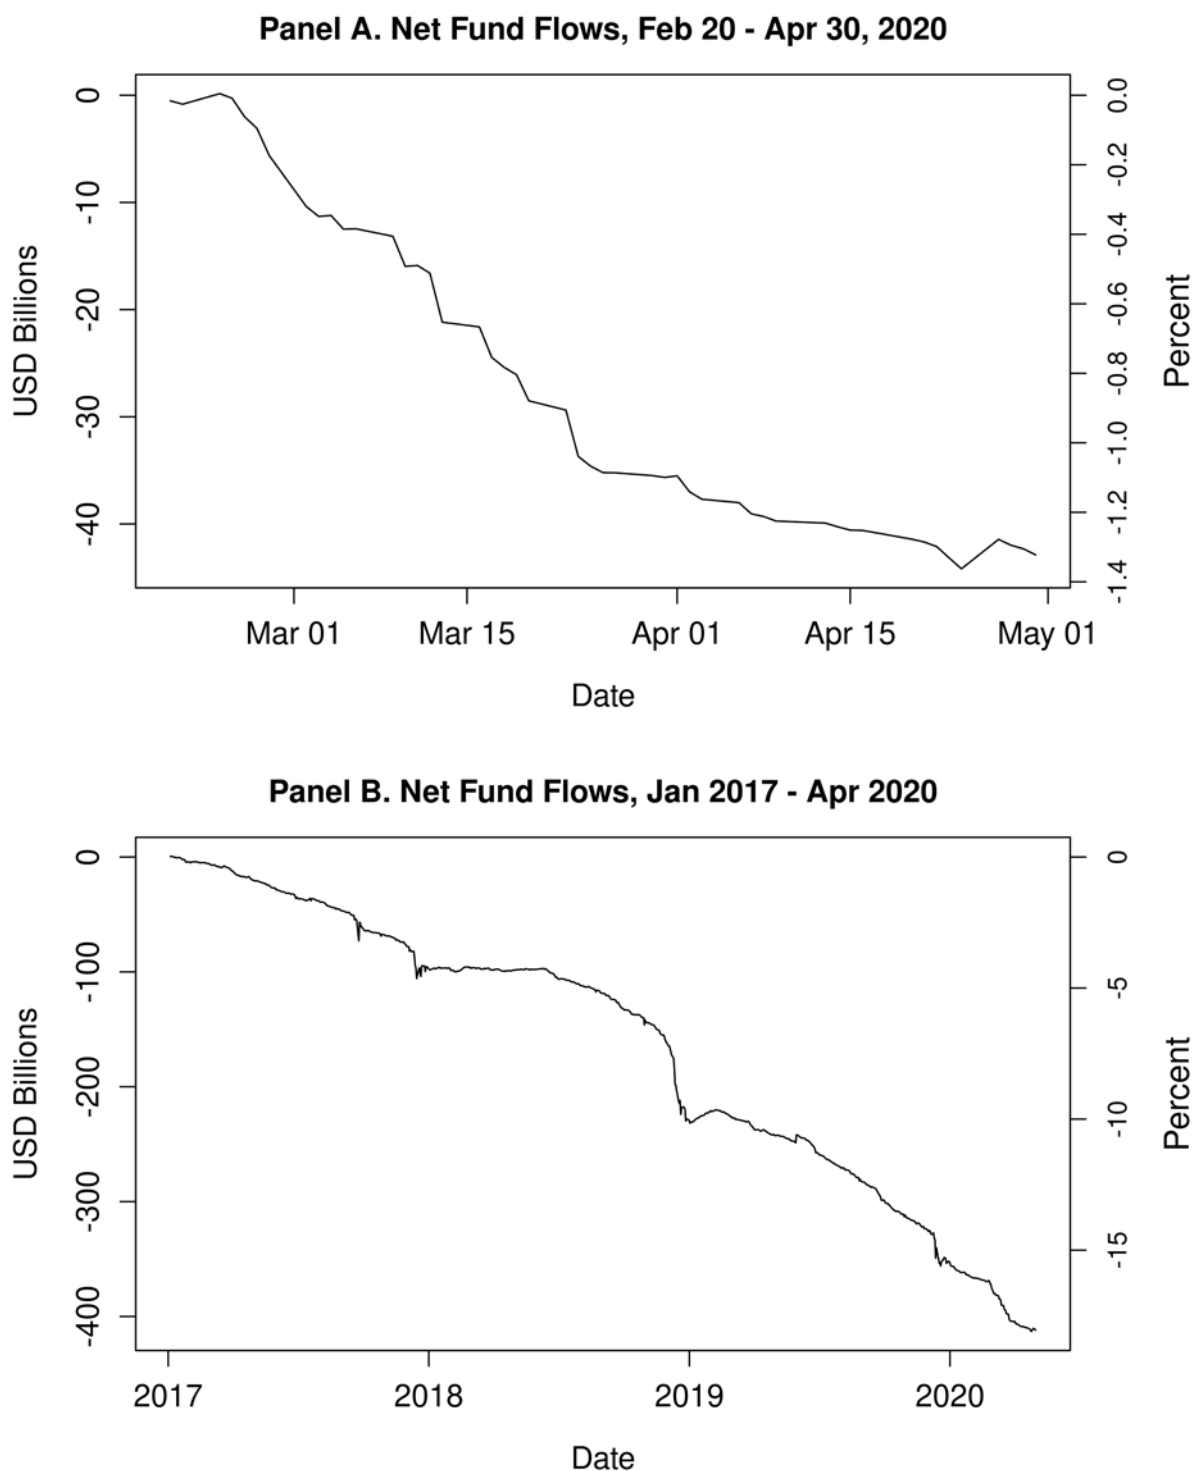 Panel A. Net Fund Flows, Feb 20 - Apr 30, 2020
USD Billions
0
-10
-20
-30
-40
0.0
-0.2
-0.4
-0.6
-0.8
-1.0
-1.2
-1.4
Percent
Mar 01 Mar 15 Apr 01 Apr 15 May 01
Date
Panel B. Net Fund Flows, Jan 2017 - Apr 2020
USD Billions
0
-100
-200
-300
-400
0
-5
-10
-15
Percent
2017 2018 2019 2020
Date